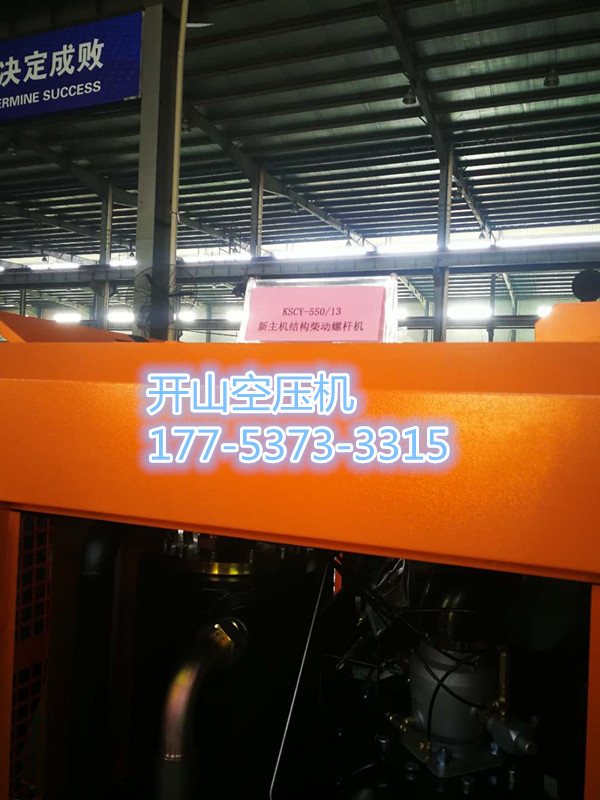 决定成败
ERMINE SUCCESS
KSCY-550/13
新主机结构柴动螺杆机
开山空压机
177-5373-3315